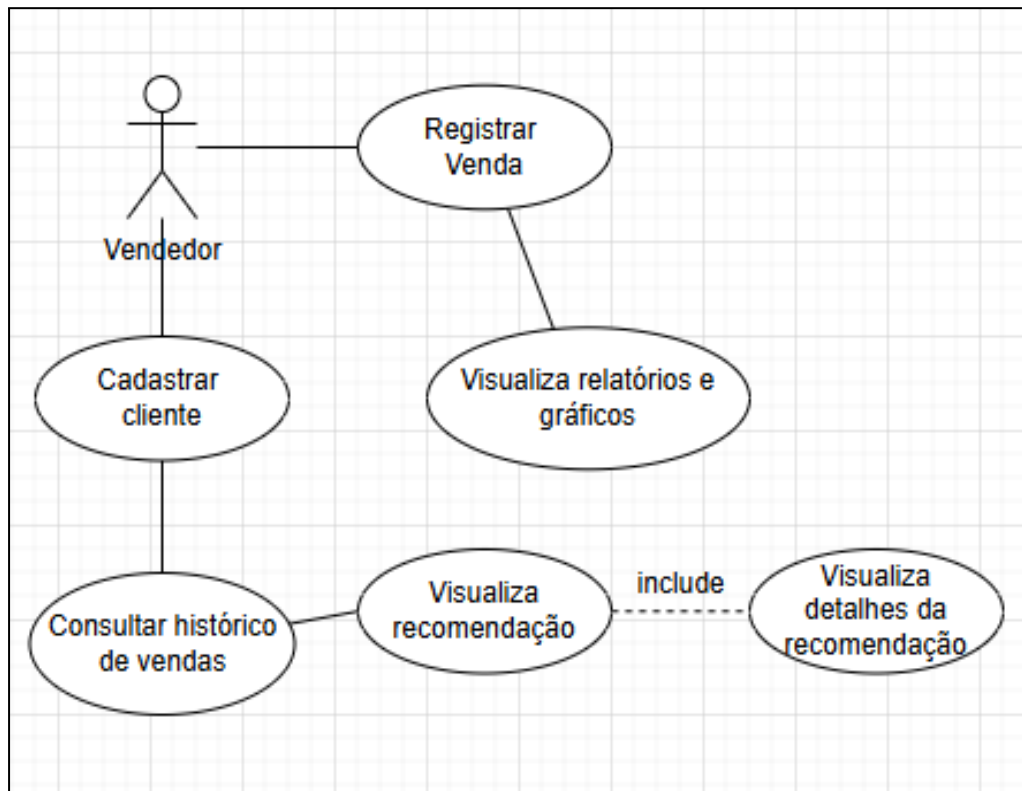 Registrar
Venda
Vendedor
Cadastrar
cliente
Visualiza relatórios e
gráficos
Consultar histórico
de vendas
Visualiza
recomendação
include
Visualiza
detalhes da
recomendação